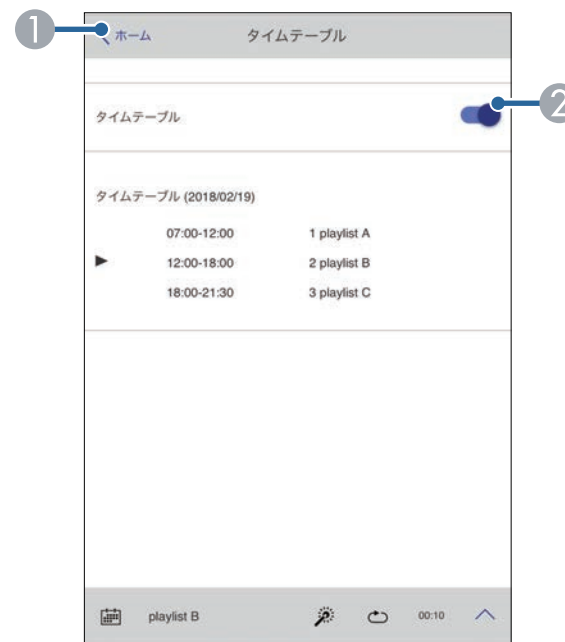 1
ホーム
タイムテーブル
2
タイムテーブル
タイムテーブル (2018/02/19)
07:00-12:00 1 playlist A
12:00-18:00 2 playlist B
18:00-21:30 3 playlist C
playlist B 00:10